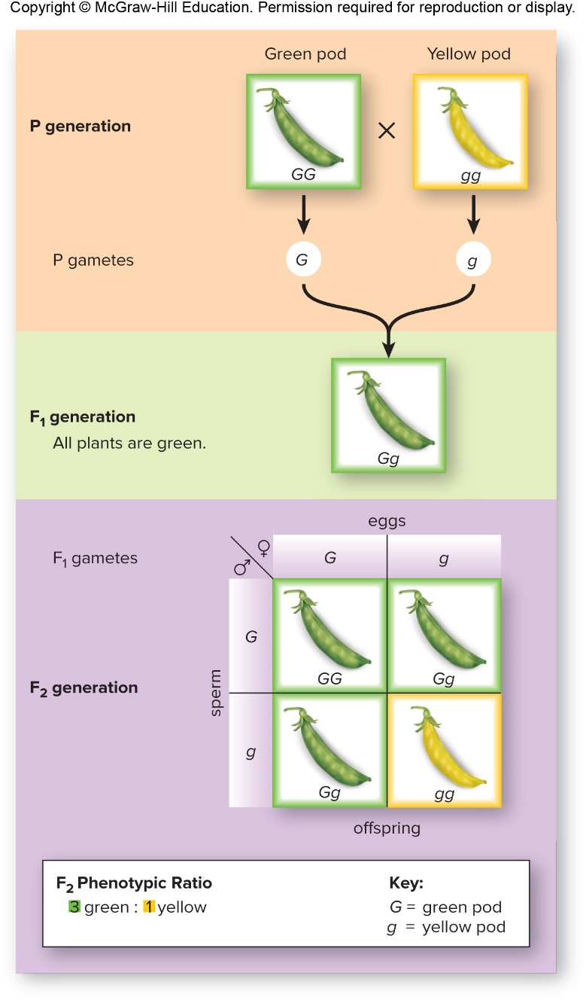 Copyright © McGraw-Hill Education. Permission required for reproduction or display.
Green pod
Yellow pod
P generation
×
GG
gg
P gametes
G
g
F₁ generation
All plants are green.
Gg
eggs
F₁ gametes
♀
♂
G
g
G
GG
Gg
F₂ generation
sperm
g
Gg
gg
offspring
F₂ Phenotypic Ratio
3 green : 1 yellow
Key:
G = green pod
g = yellow pod